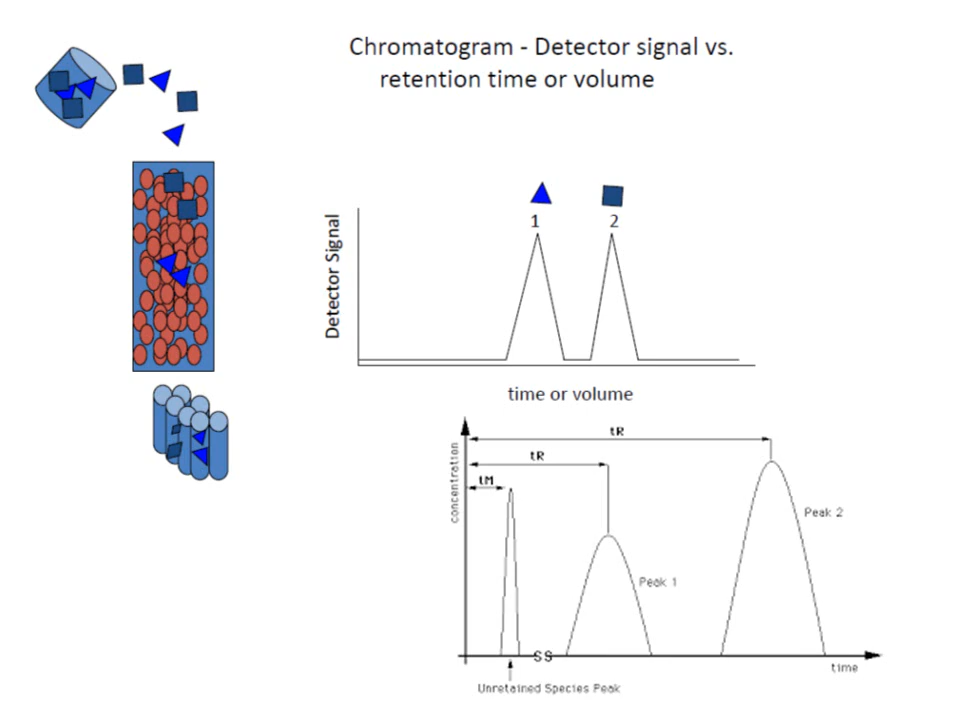 Chromatogram - Detector signal vs.
retention time or volume
1
2
Detector Signal
time or volume
tR
tR
tM
concentration
Peak 2
Peak 1
SS
time
Unretained Species Peak